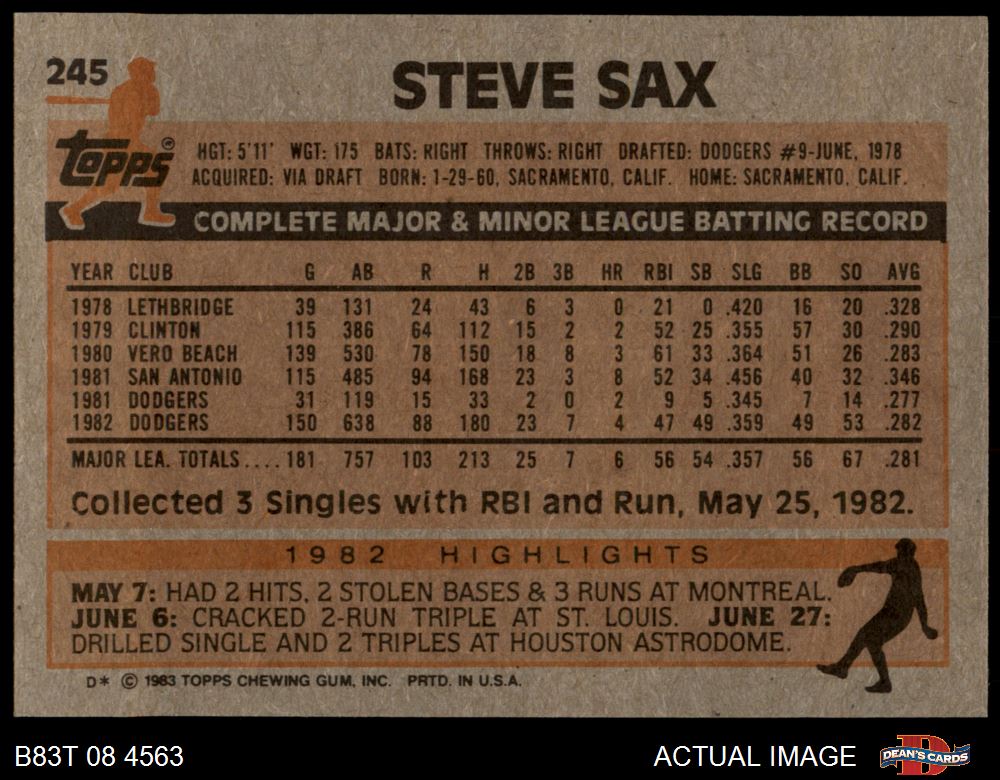 245
STEVE SAX
TOPPS®
HGT: 5'11" WGT: 175 BATS: RIGHT THROWS: RIGHT DRAFTED: DODGERS #9-JUNE, 1978
ACQUIRED: VIA DRAFT BORN: 1-29-60, SACRAMENTO, CALIF. HOME: SACRAMENTO, CALIF.
COMPLETE MAJOR & MINOR LEAGUE BATTING RECORD
YEAR CLUB G AB R H 2B 3B HR RBI SB SLG BB SO AVG
1978 LETHBRIDGE 39 131 24 43 6 3 0 21 0 .420 16 20 .328
1979 CLINTON 115 386 64 112 15 2 2 52 25 .355 57 30 .290
1980 VERO BEACH 139 530 78 150 18 8 3 61 33 .364 51 26 .283
1981 SAN ANTONIO 115 485 94 168 23 3 8 52 34 .456 40 32 .346
1981 DODGERS 31 119 15 33 2 0 2 9 5 .345 7 14 .277
1982 DODGERS 150 638 88 180 23 7 4 47 49 .359 49 53 .282
MAJOR LEA. TOTALS.... 181 757 103 213 25 7 6 56 54 .357 56 67 .281
Collected 3 Singles with RBI and Run, May 25, 1982.
1982 HIGHLIGHTS
MAY 7: HAD 2 HITS, 2 STOLEN BASES & 3 RUNS AT MONTREAL.
JUNE 6: CRACKED 2-RUN TRIPLE AT ST. LOUIS. JUNE 27:
DRILLED SINGLE AND 2 TRIPLES AT HOUSTON ASTRODOME.
D* © 1983 TOPPS CHEWING GUM, INC. PRTD. IN U.S.A.
B83T 08 4563
ACTUAL IMAGE
D
DEAN'S CARDS